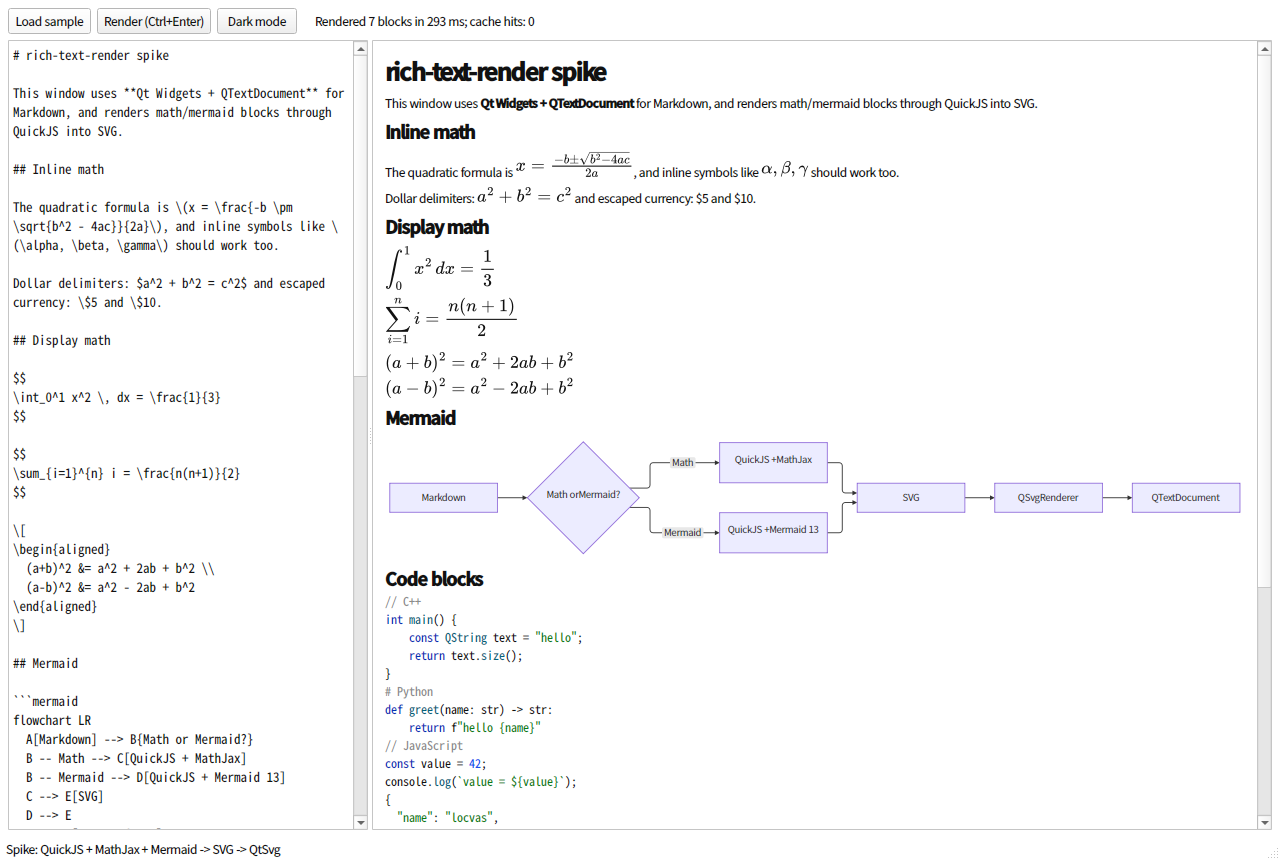 Load sample
Render (Ctrl+Enter)
Dark mode
Rendered 7 blocks in 293 ms; cache hits: 0
# rich-text-render spike
This window uses **Qt Widgets + QTextDocument** for
Markdown, and renders math/mermaid blocks through
QuickJS into SVG.
## Inline math
The quadratic formula is \(x = \frac{-b \pm
\sqrt{b^2 - 4ac}}{2a}\), and inline symbols like \
(\alpha, \beta, \gamma\) should work too.
Dollar delimiters: $a^2 + b^2 = c^2$ and escaped
currency: \$5 and \$10.
## Display math
$$
\int_0^1 x^2 \, dx = \frac{1}{3}
$$
$$
\sum_{i=1}^{n} i = \frac{n(n+1)}{2}
$$
\[
\begin{aligned}
  (a+b)^2 &= a^2 + 2ab + b^2 \\
  (a-b)^2 &= a^2 - 2ab + b^2
\end{aligned}
\]
## Mermaid
```mermaid
flowchart LR
  A[Markdown] --> B{Math or Mermaid?}
  B -- Math --> C[QuickJS + MathJax]
  B -- Mermaid --> D[QuickJS + Mermaid 13]
  C --> E[SVG]
  D --> E
rich-text-render spike
This window uses Qt Widgets + QTextDocument for Markdown, and renders math/mermaid blocks through QuickJS into SVG.
Inline math
The quadratic formula is x = −b±√b²−4ac / 2a , and inline symbols like α, β, γ should work too.
Dollar delimiters: a² + b² = c² and escaped currency: $5 and $10.
Display math
∫₀¹ x² dx = 1/3
∑ᵢ₌₁ⁿ i = n(n + 1)/2
(a + b)² = a² + 2ab + b²
(a − b)² = a² − 2ab + b²
Mermaid
Markdown
Math orMermaid?
Math
Mermaid
QuickJS +MathJax
QuickJS +Mermaid 13
SVG
QSvgRenderer
QTextDocument
Code blocks
// C++
int main() {
    const QString text = "hello";
    return text.size();
}
# Python
def greet(name: str) -> str:
    return f"hello {name}"
// JavaScript
const value = 42;
console.log(`value = ${value}`);
{
  "name": "locvas",
Spike: QuickJS + MathJax + Mermaid -> SVG -> QtSvg